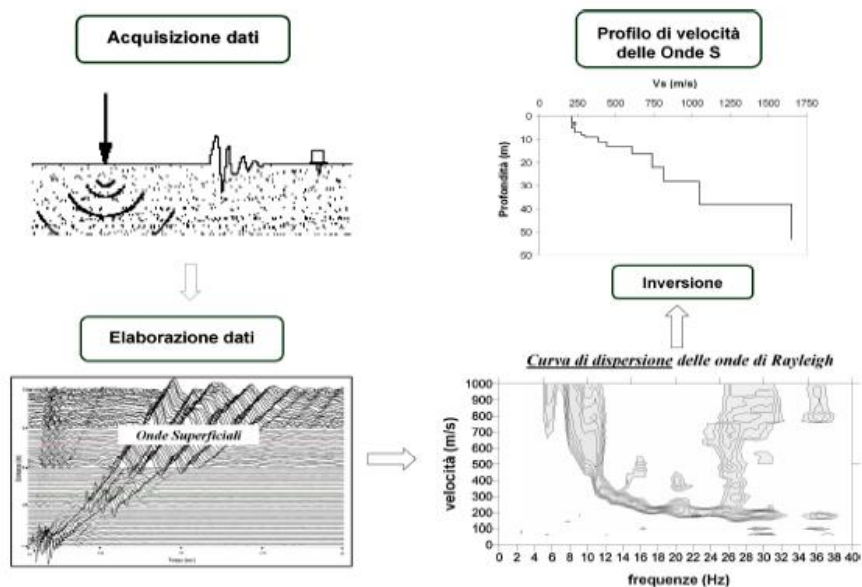 Acquisizione dati
Elaborazione dati
Onde Superficiali
Profilo di velocità
delle Onde S
Vs (m/s)
0 250 500 750 1000 1250 1500 1750
Profondità (m)
0
10
20
30
40
50
60
Inversione
Curva di dispersione delle onde di Rayleigh
velocità (m/s)
1000
900
800
700
600
500
400
300
200
100
0
0 2 4 6 8 10 12 14 16 18 20 22 24 26 28 30 32 34 36 38 40
frequenze (Hz)